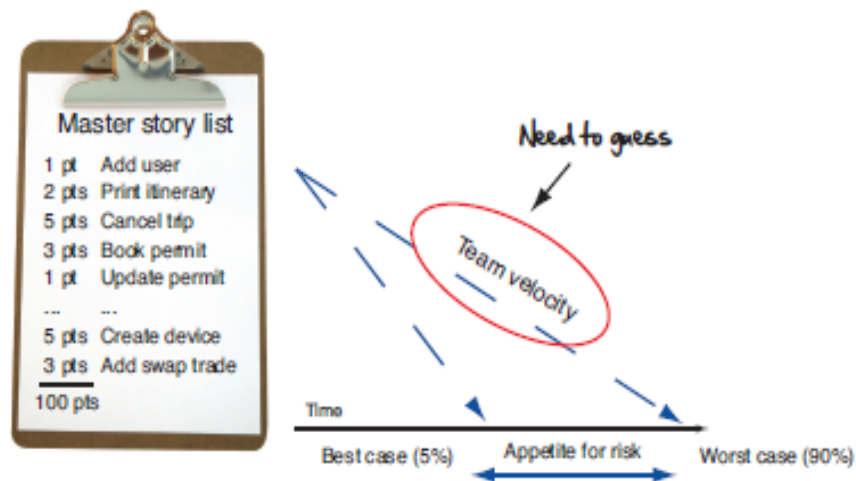 Master story list
1 pt Add user
2 pts Print itinerary
5 pts Cancel trip
3 pts Book permit
1 pt Update permit
... ...
5 pts Create device
3 pts Add swap trade
100 pts
Need to guess
Team velocity
Time
Best case (5%) Appetite for risk Worst case (90%)